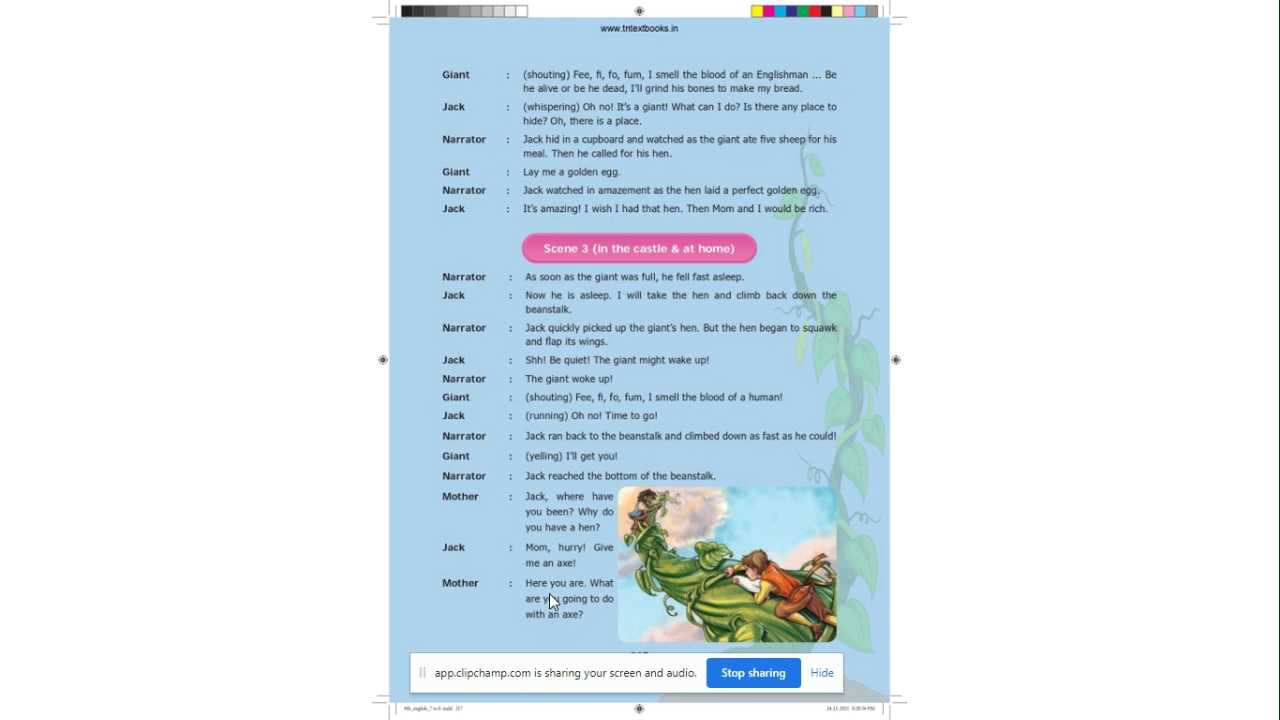 www.tntextbooks.in
Giant : (shouting) Fee, fi, fo, fum, I smell the blood of an Englishman ... Be
he alive or be he dead, I'll grind his bones to make my bread.
Jack : (whispering) Oh no! It's a giant! What can I do? Is there any place to
hide? Oh, there is a place.
Narrator : Jack hid in a cupboard and watched as the giant ate five sheep for his
meal. Then he called for his hen.
Giant : Lay me a golden egg.
Narrator : Jack watched in amazement as the hen laid a perfect golden egg.
Jack : It's amazing! I wish I had that hen. Then Mom and I would be rich.
Scene 3 (in the castle & at home)
Narrator : As soon as the giant was full, he fell fast asleep.
Jack : Now he is asleep. I will take the hen and climb back down the
beanstalk.
Narrator : Jack quickly picked up the giant's hen. But the hen began to squawk
and flap its wings.
Jack : Shh! Be quiet! The giant might wake up!
Narrator : The giant woke up!
Giant : (shouting) Fee, fi, fo, fum, I smell the blood of a human!
Jack : (running) Oh no! Time to go!
Narrator : Jack ran back to the beanstalk and climbed down as fast as he could!
Giant : (yelling) I'll get you!
Narrator : Jack reached the bottom of the beanstalk.
Mother : Jack, where have
you been? Why do
you have a hen?
Jack : Mom, hurry! Give
me an axe!
Mother : Here you are. What
are you going to do
with an axe?
app.clipchamp.com is sharing your screen and audio. Stop sharing Hide